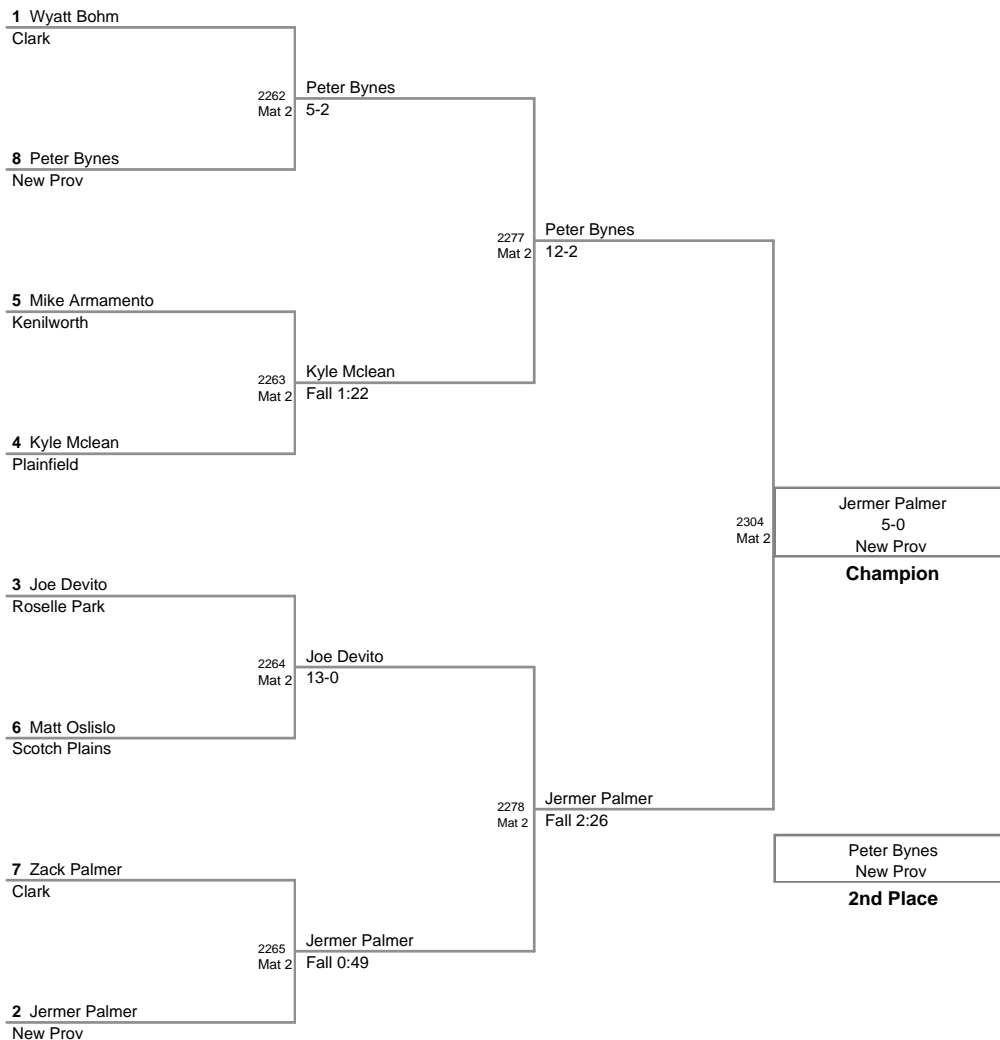 1 Wyatt Bohm
Clark
2262
Mat 2
Peter Bynes
5-2
8 Peter Bynes
New Prov
2277
Mat 2
Peter Bynes
12-2
5 Mike Armamento
Kenilworth
2263
Mat 2
Kyle Mclean
Fall 1:22
4 Kyle Mclean
Plainfield
2304
Mat 2
Jermer Palmer
5-0
New Prov
Champion
3 Joe Devito
Roselle Park
2264
Mat 2
Joe Devito
13-0
6 Matt Oslislo
Scotch Plains
2278
Mat 2
Jermer Palmer
Fall 2:26
Peter Bynes
New Prov
2nd Place
7 Zack Palmer
Clark
2265
Mat 2
Jermer Palmer
Fall 0:49
2 Jermer Palmer
New Prov